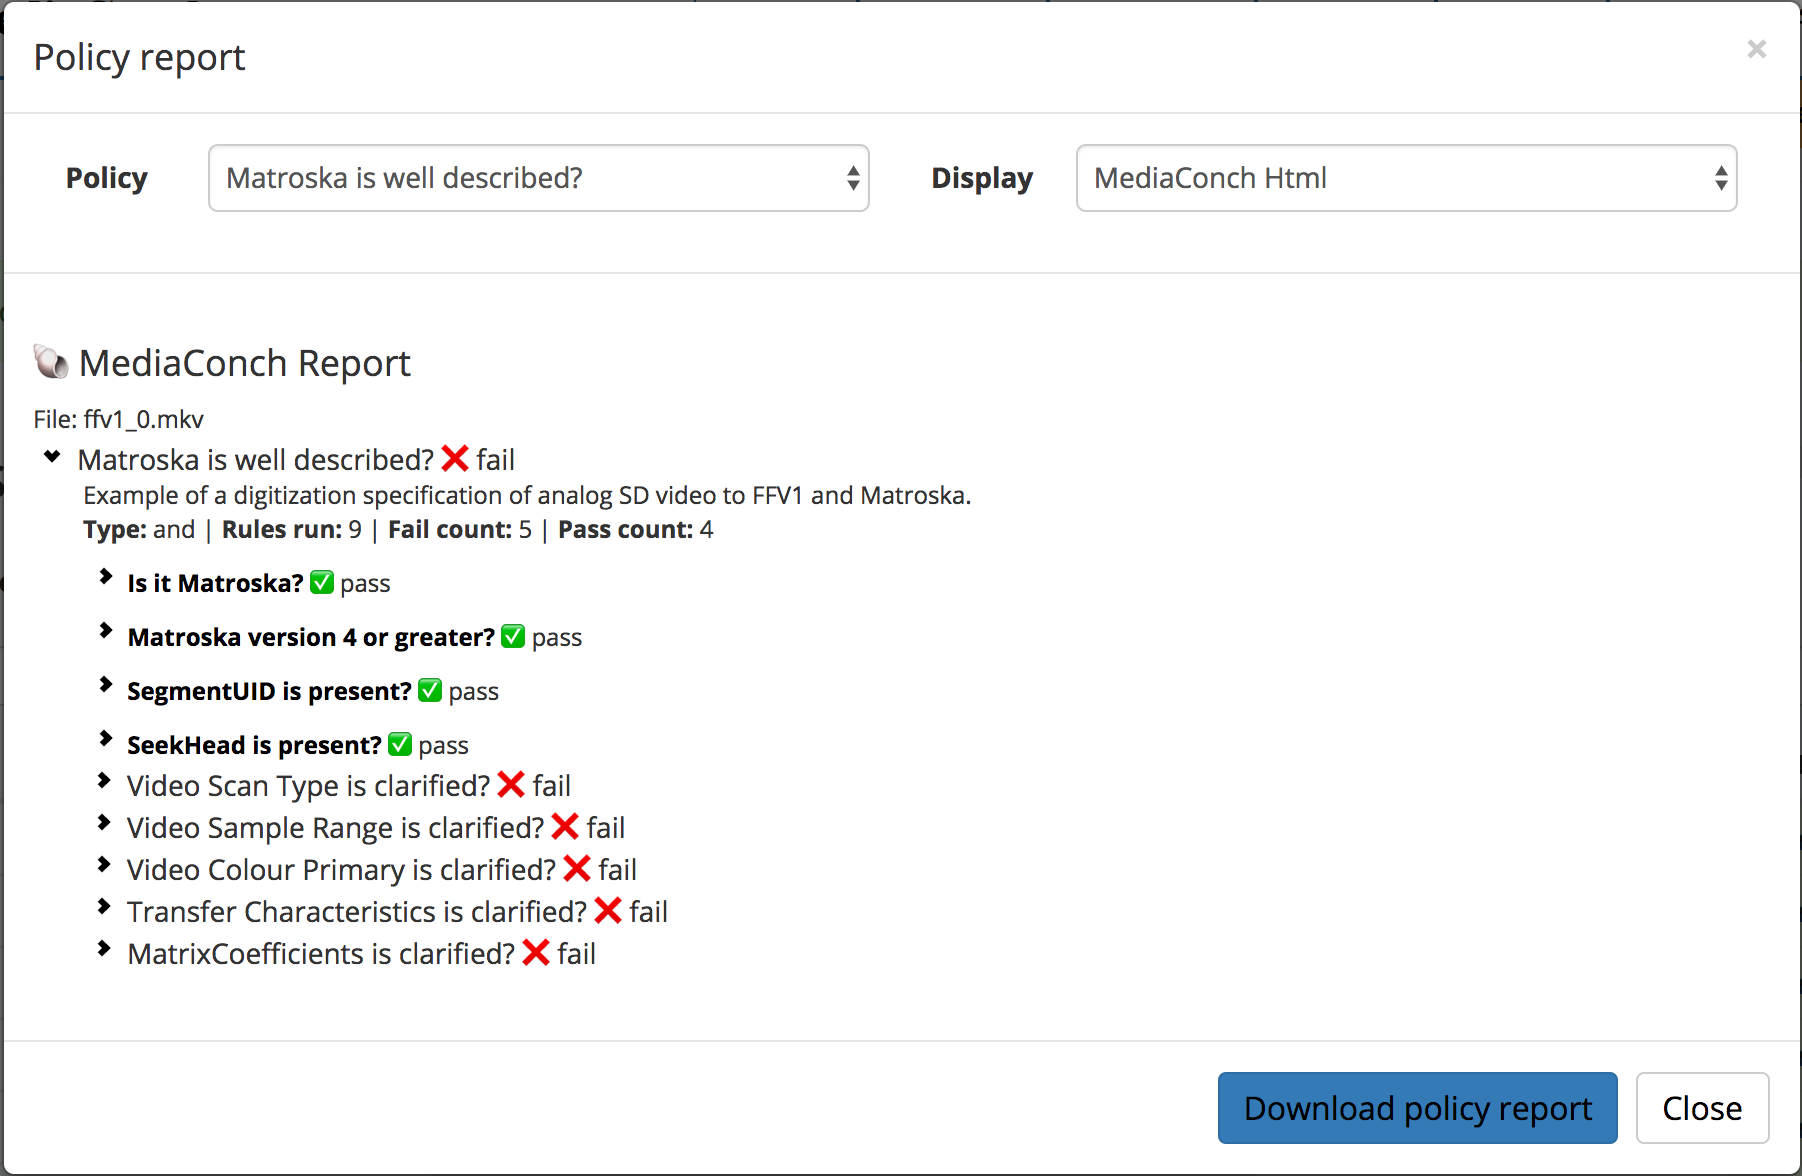 Policy report
×
Policy Matroska is well described? Display MediaConch Html
MediaConch Report
File: ffv1_0.mkv
Matroska is well described? ❌ fail
Example of a digitization specification of analog SD video to FFV1 and Matroska.
Type: and | Rules run: 9 | Fail count: 5 | Pass count: 4
Is it Matroska? ✅ pass
Matroska version 4 or greater? ✅ pass
SegmentUID is present? ✅ pass
SeekHead is present? ✅ pass
Video Scan Type is clarified? ❌ fail
Video Sample Range is clarified? ❌ fail
Video Colour Primary is clarified? ❌ fail
Transfer Characteristics is clarified? ❌ fail
MatrixCoefficients is clarified? ❌ fail
Download policy report Close